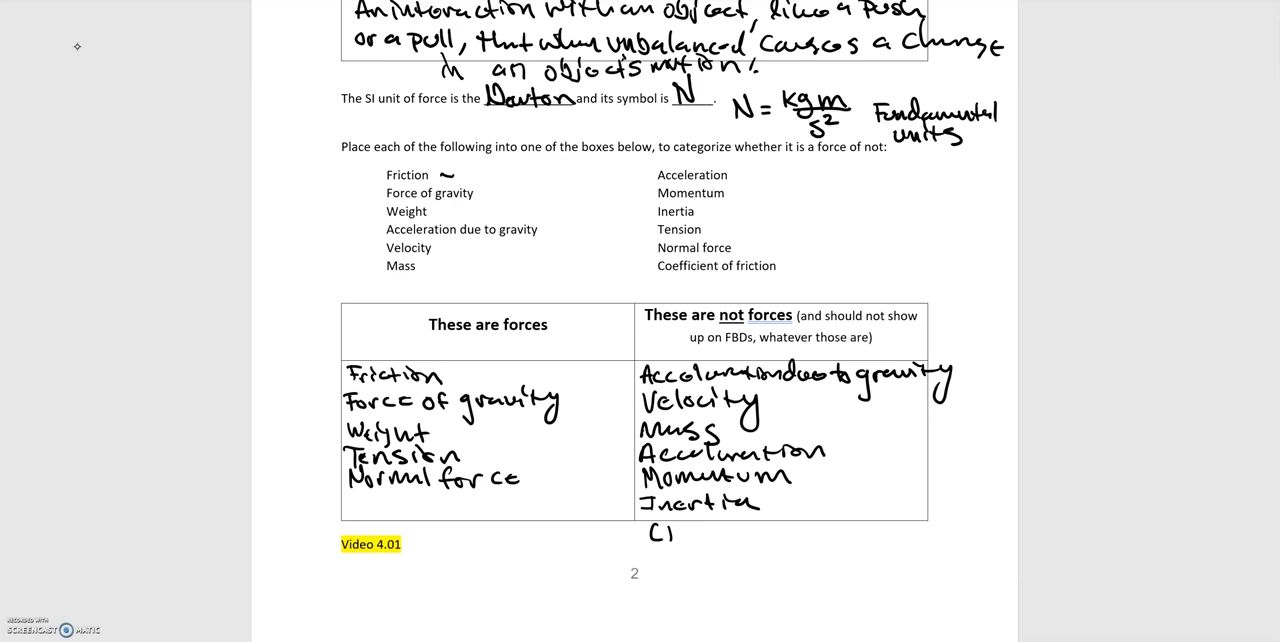 An interaction with an object, like a push
or a pull, that when unbalanced causes a change
in an object's motion.
The SI unit of force is the Newton and its symbol is N.
N = kg m / s²
Fundamental units
Place each of the following into one of the boxes below, to categorize whether it is a force of not:
Friction
Force of gravity
Weight
Acceleration due to gravity
Velocity
Mass
Acceleration
Momentum
Inertia
Tension
Normal force
Coefficient of friction
These are forces
Friction
Force of gravity
Weight
Tension
Normal force
These are not forces (and should not show
up on FBDs, whatever those are)
Acceleration due to gravity
Velocity
Mass
Acceleration
Momentum
Inertia
Video 4.01
2
RECORDED WITH
SCREENCAST MATIC